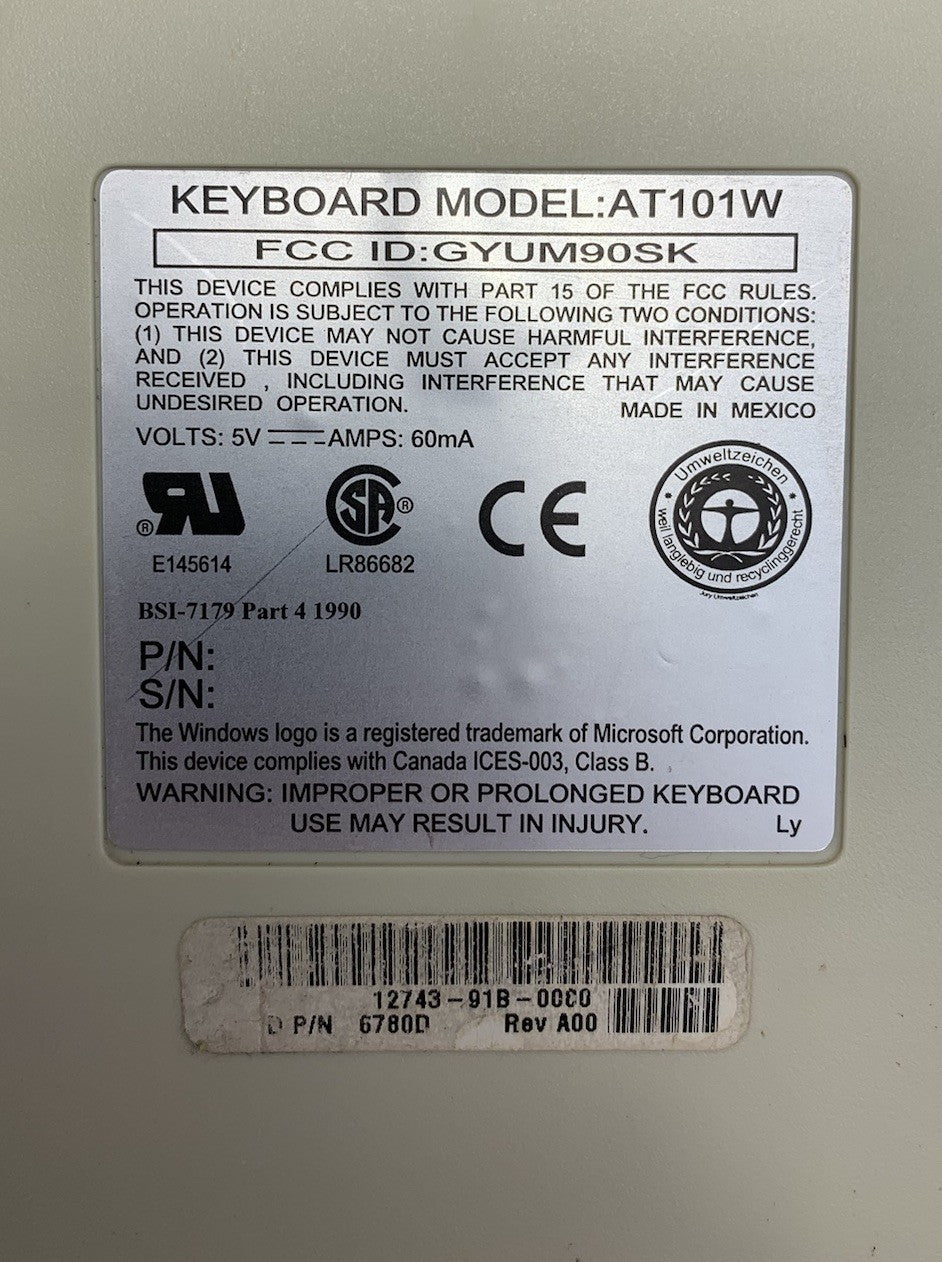 KEYBOARD MODEL:AT101W
FCC ID:GYUM90SK
THIS DEVICE COMPLIES WITH PART 15 OF THE FCC RULES.
OPERATION IS SUBJECT TO THE FOLLOWING TWO CONDITIONS:
(1) THIS DEVICE MAY NOT CAUSE HARMFUL INTERFERENCE,
AND (2) THIS DEVICE MUST ACCEPT ANY INTERFERENCE
RECEIVED , INCLUDING INTERFERENCE THAT MAY CAUSE
UNDESIRED OPERATION. MADE IN MEXICO
VOLTS: 5V AMPS: 60mA
® E145614
SA ®
LR86682
CE
Umweltzeichen
weil langlebig und recyclinggerecht
Jury Umweltzeichen
BSI-7179 Part 4 1990
P/N:
S/N:
The Windows logo is a registered trademark of Microsoft Corporation.
This device complies with Canada ICES-003, Class B.
WARNING: IMPROPER OR PROLONGED KEYBOARD
USE MAY RESULT IN INJURY. Ly
12743-91B-0000
D P/N 6780D Rev A00